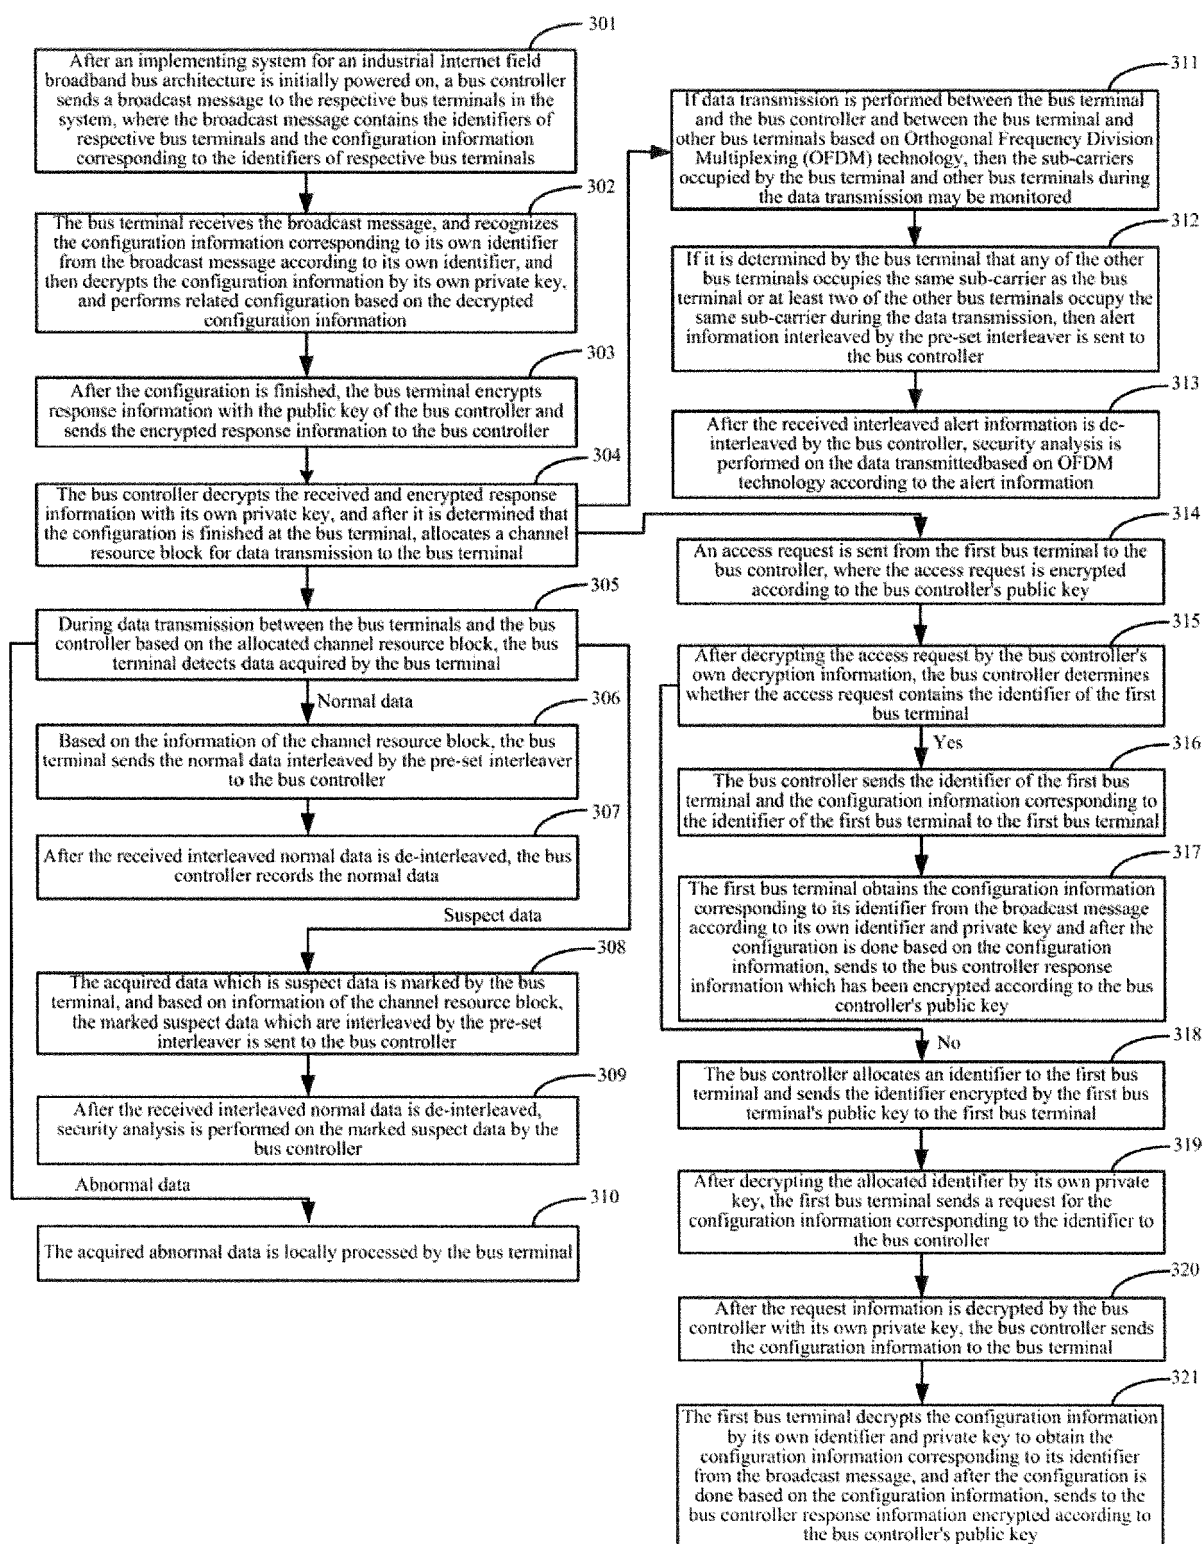 301
After an implementing system for an industrial Internet field
broadband bus architecture is initially powered on, a bus controller
sends a broadcast message to the respective bus terminals in the
system, where the broadcast message contains the identifiers of
respective bus terminals and the configuration information
corresponding to the identifiers of respective bus terminals
302
The bus terminal receives the broadcast message, and recognizes
the configuration information corresponding to its own identifier
from the broadcast message according to its own identifier, and
then decrypts the configuration information by its own private key,
and performs related configuration based on the decrypted
configuration information
303
After the configuration is finished, the bus terminal encrypts
response information with the public key of the bus controller and
sends the encrypted response information to the bus controller
304
The bus controller decrypts the received and encrypted response
information with its own private key, and after it is determined that
the configuration is finished at the bus terminal, allocates a channel
resource block for data transmission to the bus terminal
305
During data transmission between the bus terminals and the bus
controller based on the allocated channel resource block, the bus
terminal detects data acquired by the bus terminal
Normal data
306
Based on the information of the channel resource block, the bus
terminal sends the normal data interleaved by the pre-set interleaver
to the bus controller
307
After the received interleaved normal data is de-interleaved, the bus
controller records the normal data
Suspect data
308
The acquired data which is suspect data is marked by the bus
terminal, and based on information of the channel resource block,
the marked suspect data which are interleaved by the pre-set
interleaver is sent to the bus controller
309
After the received interleaved normal data is de-interleaved,
security analysis is performed on the marked suspect data by the
bus controller
Abnormal data
310
The acquired abnormal data is locally processed by the bus terminal
311
If data transmission is performed between the bus terminal
and the bus controller and between the bus terminal and
other bus terminals based on Orthogonal Frequency Division
Multiplexing (OFDM) technology, then the sub-carriers
occupied by the bus terminal and other bus terminals during
the data transmission may be monitored
312
If it is determined by the bus terminal that any of the other
bus terminals occupies the same sub-carrier as the bus
terminal or at least two of the other bus terminals occupy the
same sub-carrier during the data transmission, then alert
information interleaved by the pre-set interleaver is sent to
the bus controller
313
After the received interleaved alert information is de-
interleaved by the bus controller, security analysis is
performed on the data transmittedbased on OFDM
technology according to the alert information
314
An access request is sent from the first bus terminal to the
bus controller, where the access request is encrypted
according to the bus controller's public key
315
After decrypting the access request by the bus controller's
own decryption information, the bus controller determines
whether the access request contains the identifier of the first
bus terminal
Yes
316
The bus controller sends the identifier of the first bus
terminal and the configuration information corresponding to
the identifier of the first bus terminal to the first bus terminal
317
The first bus terminal obtains the configuration information
corresponding to its identifier from the broadcast message
according to its own identifier and private key and after the
configuration is done based on the configuration
information, sends to the bus controller response
information which has been encrypted according to the bus
controller's public key
No
318
The bus controller allocates an identifier to the first bus
terminal and sends the identifier encrypted by the first bus
terminal's public key to the first bus terminal
319
After decrypting the allocated identifier by its own private
key, the first bus terminal sends a request for the
configuration information corresponding to the identifier to
the bus controller
320
After the request information is decrypted by the bus
controller with its own private key, the bus controller sends
the configuration information to the bus terminal
321
The first bus terminal decrypts the configuration information
by its own identifier and private key to obtain the
configuration information corresponding to its identifier
from the broadcast message, and after the configuration is
done based on the configuration information, sends to the
bus controller response information encrypted according to
the bus controller's public key